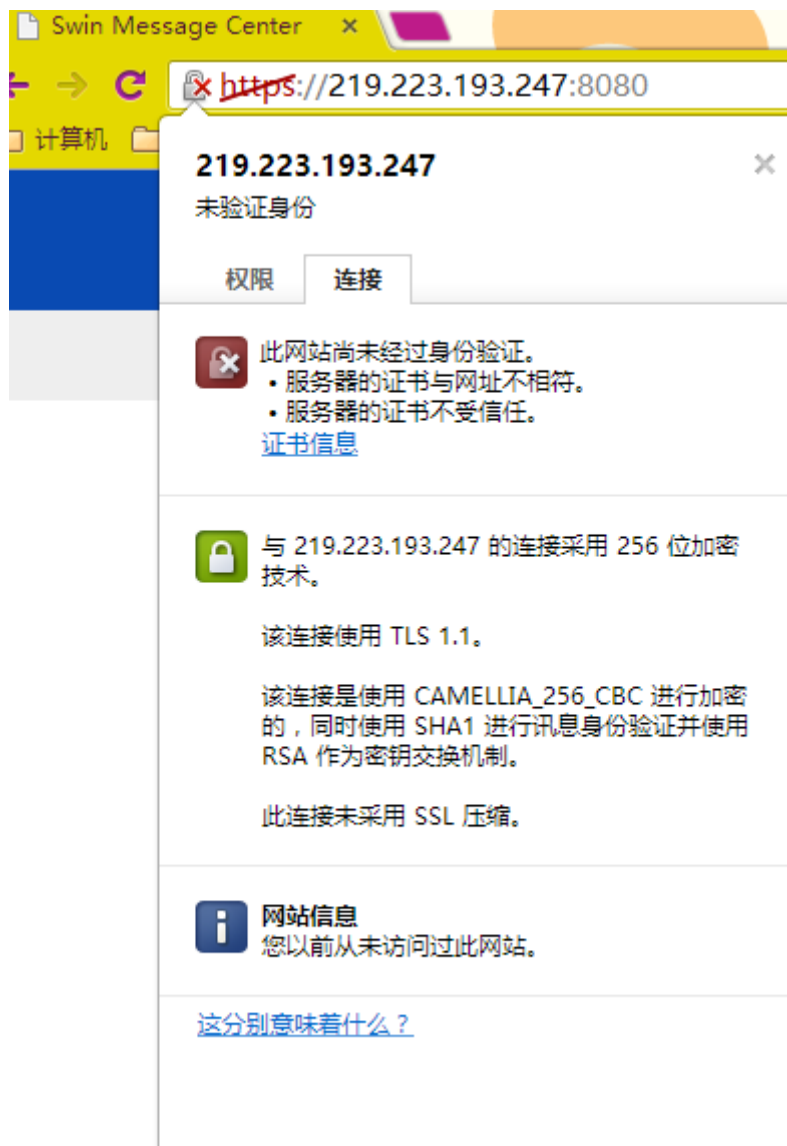 Swin Message Center
https://219.223.193.247:8080
计算机
219.223.193.247
未验证身份
权限 连接
此网站尚未经过身份验证。
• 服务器的证书与网址不相符。
• 服务器的证书不受信任。
证书信息
与 219.223.193.247 的连接采用 256 位加密
技术。
该连接使用 TLS 1.1。
该连接是使用 CAMELLIA_256_CBC 进行加密
的，同时使用 SHA1 进行讯息身份验证并使用
RSA 作为密钥交换机制。
此连接未采用 SSL 压缩。
网站信息
您以前从未访问过此网站。
这分别意味着什么？